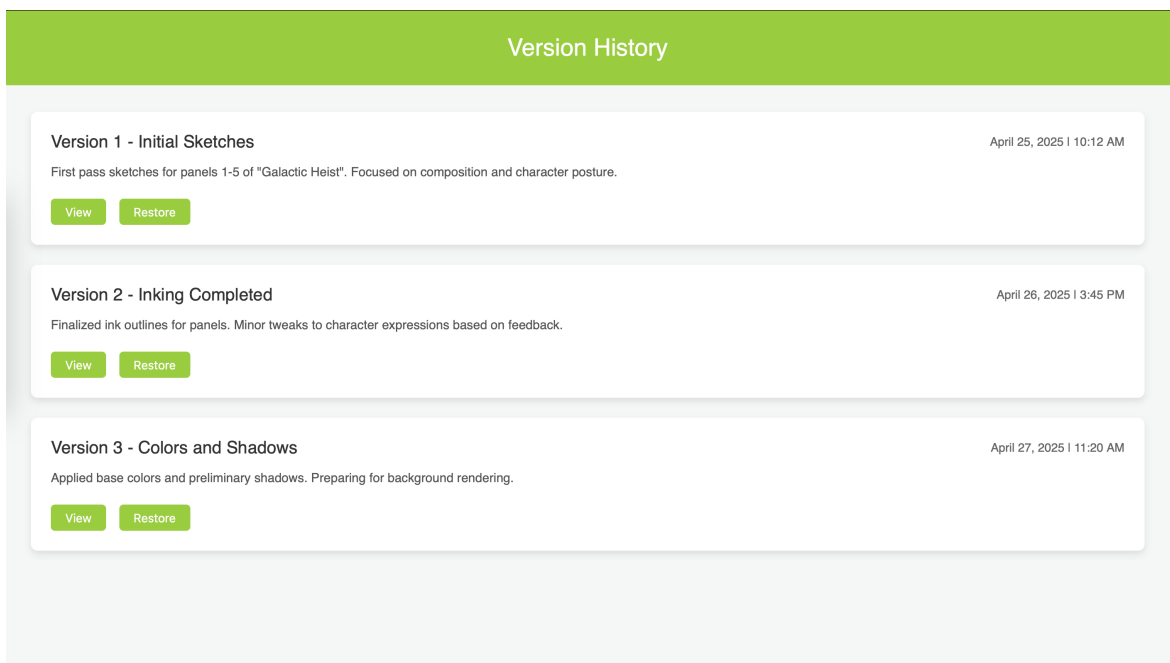 Version History
Version 1 - Initial Sketches
April 25, 2025 | 10:12 AM
First pass sketches for panels 1-5 of "Galactic Heist". Focused on composition and character posture.
View
Restore
Version 2 - Inking Completed
April 26, 2025 | 3:45 PM
Finalized ink outlines for panels. Minor tweaks to character expressions based on feedback.
View
Restore
Version 3 - Colors and Shadows
April 27, 2025 | 11:20 AM
Applied base colors and preliminary shadows. Preparing for background rendering.
View
Restore